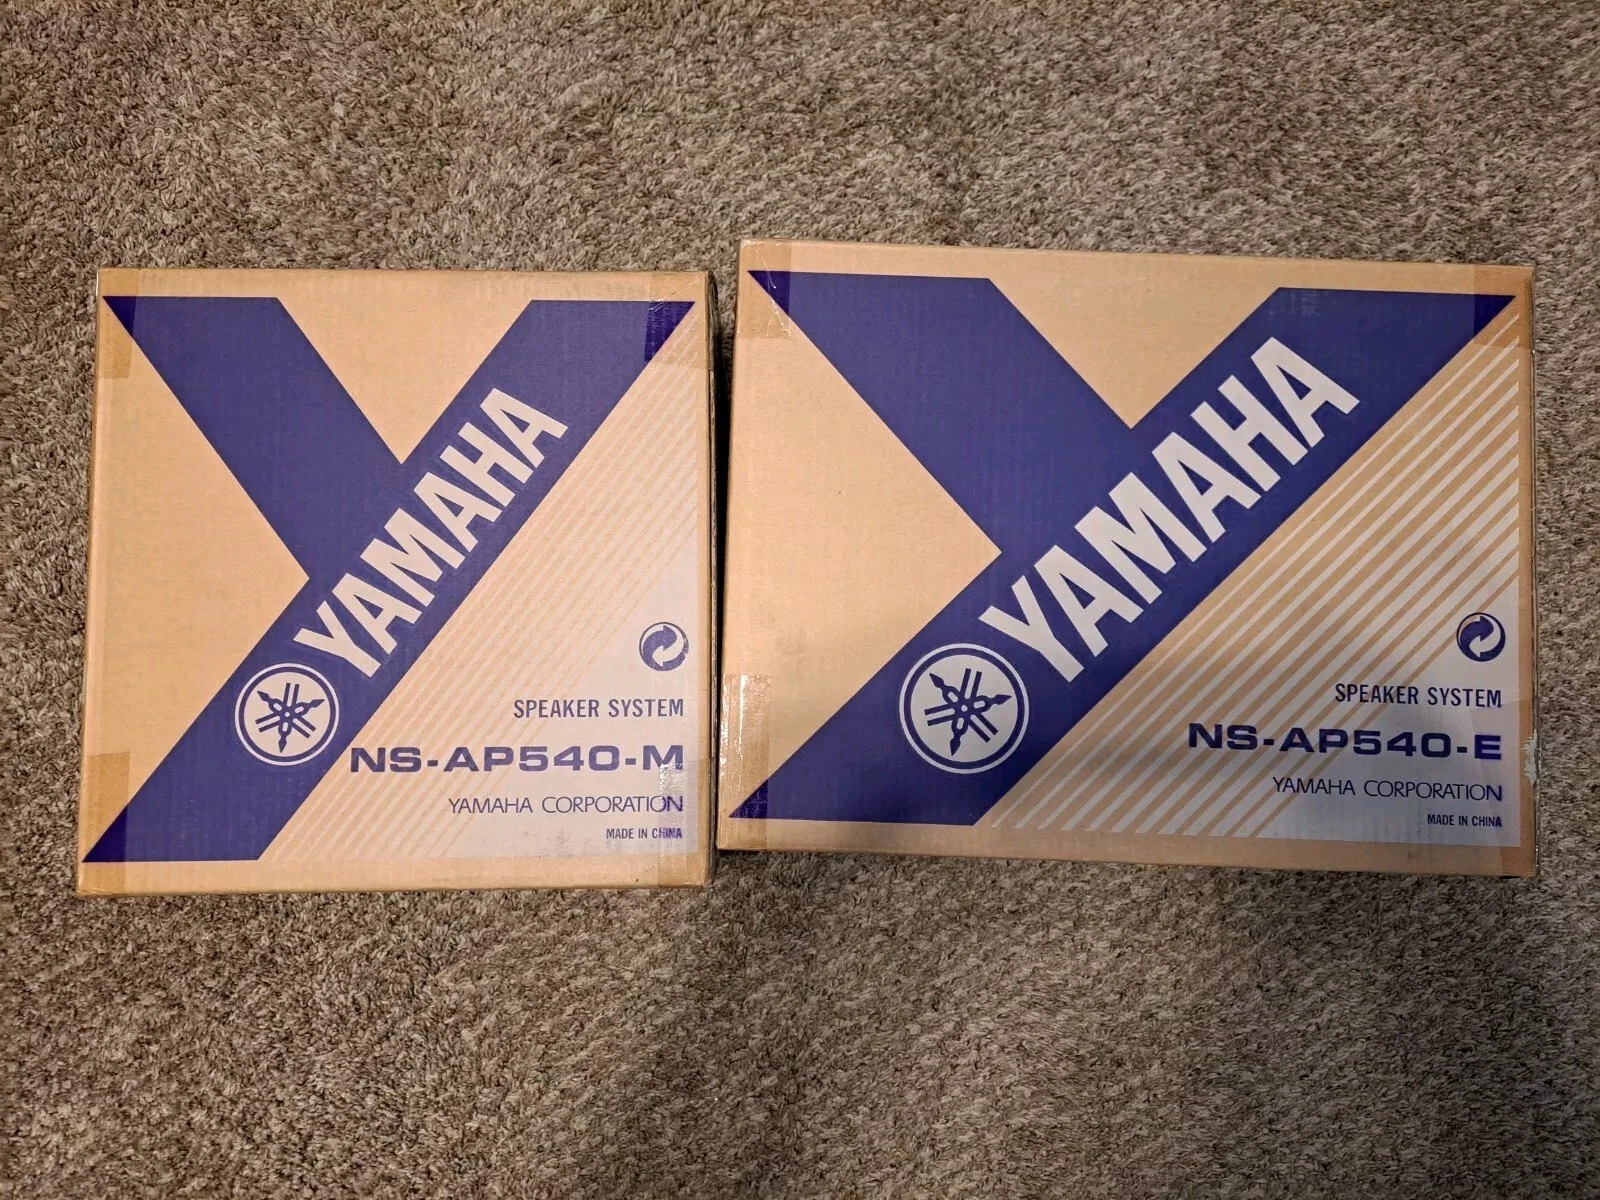 YAMAHA
SPEAKER SYSTEM
NS-AP540-M
YAMAHA CORPORATION
MADE IN CHINA
YAMAHA
SPEAKER SYSTEM
NS-AP540-E
YAMAHA CORPORATION
MADE IN CHINA